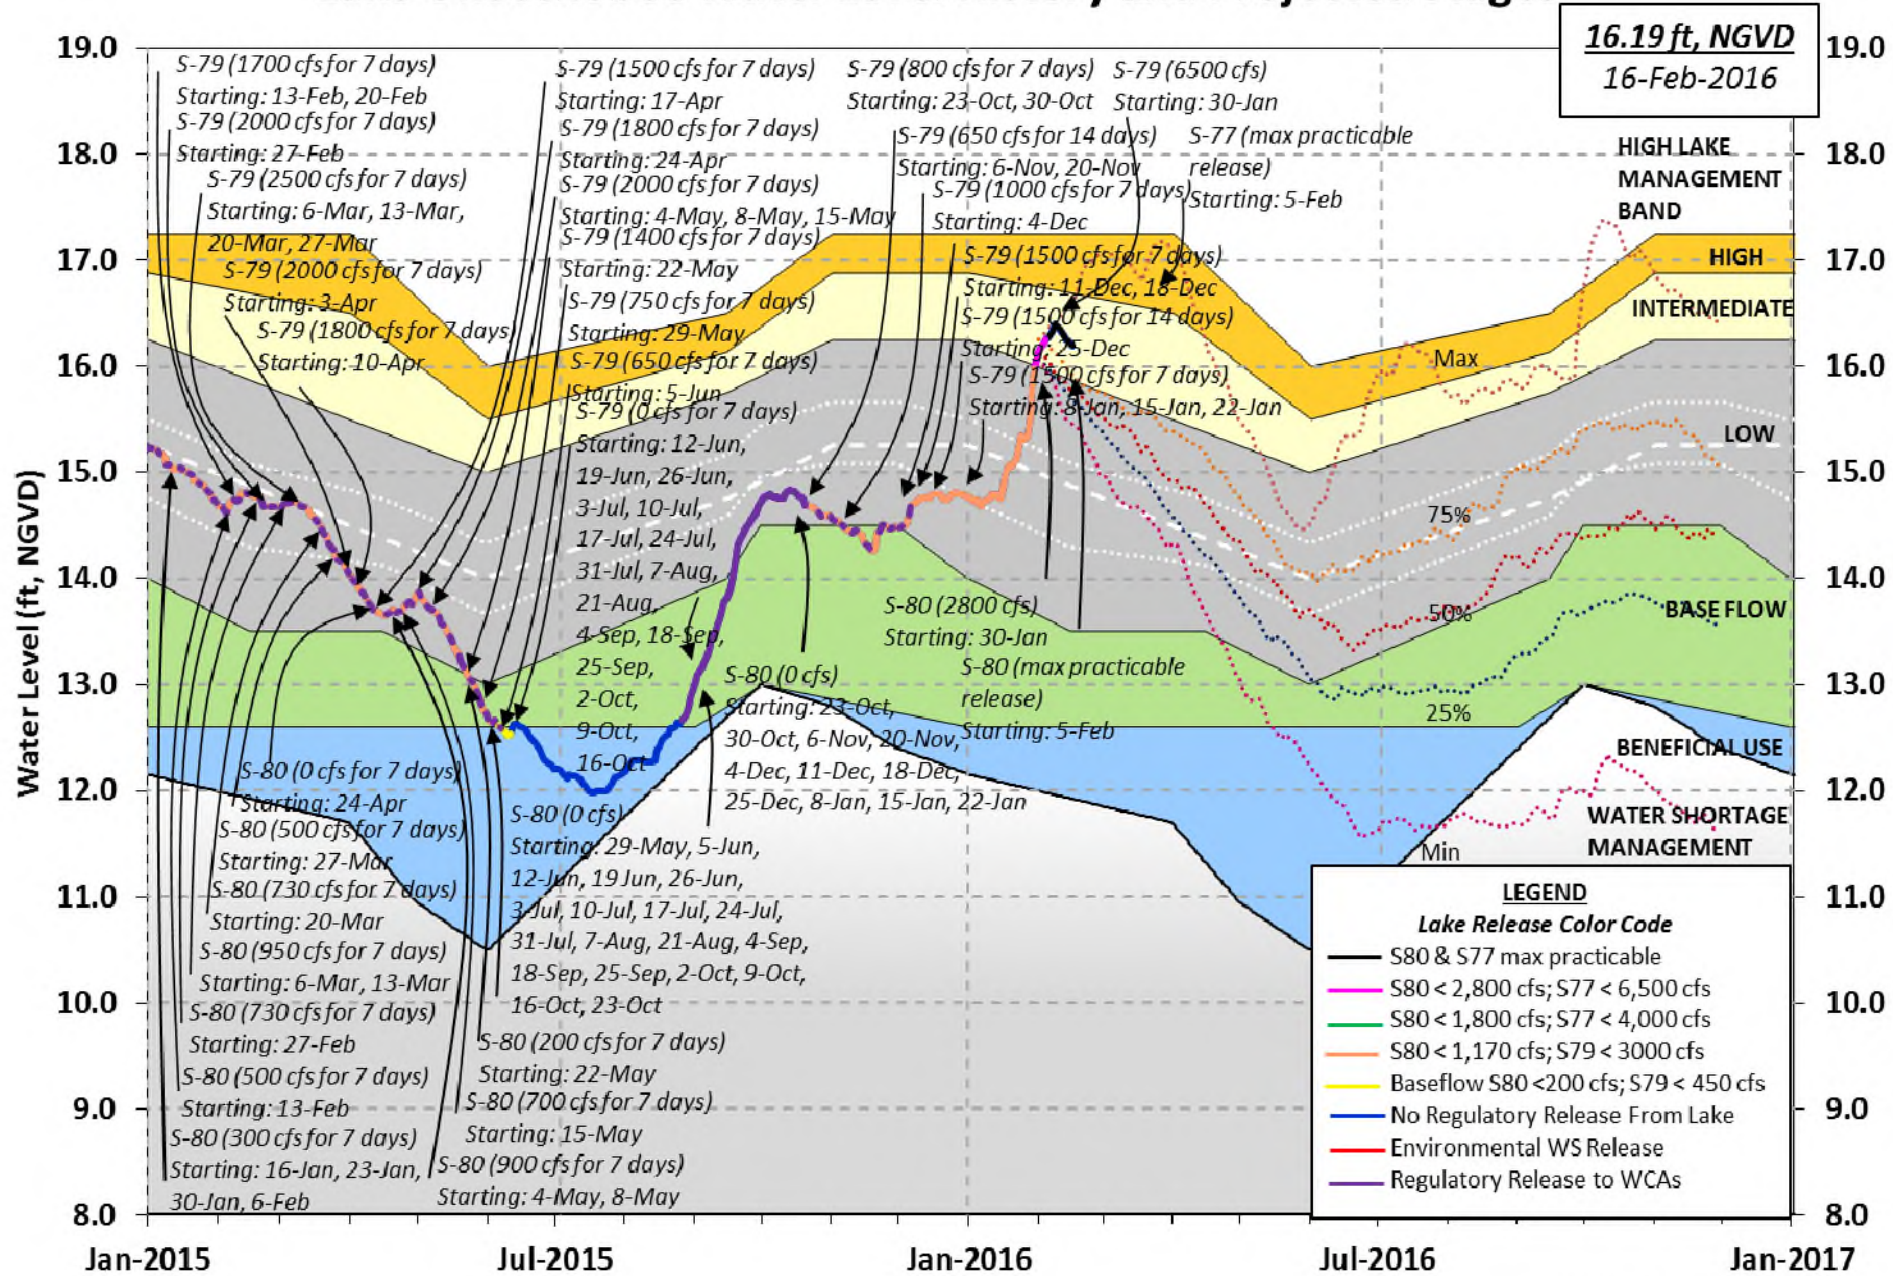 16.19 ft, NGVD
16-Feb-2016
Water Level (ft, NGVD)
19.0
18.0
17.0
16.0
15.0
14.0
13.0
12.0
11.0
10.0
9.0
8.0
19.0
18.0
17.0
16.0
15.0
14.0
13.0
12.0
11.0
10.0
9.0
8.0
S-79 (1700 cfs for 7 days)
Starting: 13-Feb, 20-Feb
S-79 (2000 cfs for 7 days)
Starting: 27-Feb
S-79 (2500 cfs for 7 days)
Starting: 6-Mar, 13-Mar,
20-Mar, 27-Mar
S-79 (2000 cfs for 7 days)
Starting: 3-Apr
S-79 (1800 cfs for 7 days)
Starting: 10-Apr
S-79 (1500 cfs for 7 days)
Starting: 17-Apr
S-79 (1800 cfs for 7 days)
Starting: 24-Apr
S-79 (2000 cfs for 7 days)
Starting: 4-May, 8-May, 15-May
S-79 (1400 cfs for 7 days)
Starting: 22-May
S-79 (750 cfs for 7 days)
Starting: 29-May
S-79 (650 cfs for 7 days)
Starting: 5-Jun
S-79 (0 cfs for 7 days)
Starting: 12-Jun,
19-Jun, 26-Jun,
3-Jul, 10-Jul,
17-Jul, 24-Jul,
31-Jul, 7-Aug,
21-Aug,
4-Sep, 18-Sep,
25-Sep,
2-Oct,
9-Oct,
16-Oct
S-79 (800 cfs for 7 days)
Starting: 23-Oct, 30-Oct
S-79 (650 cfs for 14 days)
Starting: 6-Nov, 20-Nov
S-79 (1000 cfs for 7 days)
Starting: 4-Dec
S-79 (1500 cfs for 7 days)
Starting: 11-Dec, 18-Dec
S-79 (1500 cfs for 14 days)
Starting: 25-Dec
S-79 (1500 cfs for 7 days)
Starting: 8-Jan, 15-Jan, 22-Jan
S-79 (6500 cfs)
Starting: 30-Jan
S-77 (max practicable
release)
Starting: 5-Feb
HIGH LAKE
MANAGEMENT
BAND
HIGH
INTERMEDIATE
LOW
BASE FLOW
BENEFICIAL USE
WATER SHORTAGE
MANAGEMENT
Max
75%
50%
25%
Min
S-80 (2800 cfs)
Starting: 30-Jan
S-80 (max practicable
release)
Starting: 5-Feb
S-80 (0 cfs)
Starting: 23-Oct,
30-Oct, 6-Nov, 20-Nov,
4-Dec, 11-Dec, 18-Dec,
25-Dec, 8-Jan, 15-Jan, 22-Jan
S-80 (0 cfs)
Starting: 29-May, 5-Jun,
12-Jun, 19 Jun, 26-Jun,
3-Jul, 10-Jul, 17-Jul, 24-Jul,
31-Jul, 7-Aug, 21-Aug, 4-Sep,
18-Sep, 25-Sep, 2-Oct, 9-Oct,
16-Oct, 23-Oct
S-80 (200 cfs for 7 days)
Starting: 22-May
S-80 (700 cfs for 7 days)
Starting: 15-May
S-80 (900 cfs for 7 days)
Starting: 4-May, 8-May
S-80 (0 cfs for 7 days)
Starting: 24-Apr
S-80 (500 cfs for 7 days)
Starting: 27-Mar
S-80 (730 cfs for 7 days)
Starting: 20-Mar
S-80 (950 cfs for 7 days)
Starting: 6-Mar, 13-Mar
S-80 (730 cfs for 7 days)
Starting: 27-Feb
S-80 (500 cfs for 7 days)
Starting: 13-Feb
S-80 (300 cfs for 7 days)
Starting: 16-Jan, 23-Jan,
30-Jan, 6-Feb
LEGEND
Lake Release Color Code
S80 & S77 max practicable
S80 < 2,800 cfs; S77 < 6,500 cfs
S80 < 1,800 cfs; S77 < 4,000 cfs
S80 < 1,170 cfs; S79 < 3000 cfs
Baseflow S80 <200 cfs; S79 < 450 cfs
No Regulatory Release From Lake
Environmental WS Release
Regulatory Release to WCAs
Jan-2015
Jul-2015
Jan-2016
Jul-2016
Jan-2017